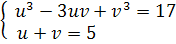 u³ − 3uv + v³ = 17
u + v = 5